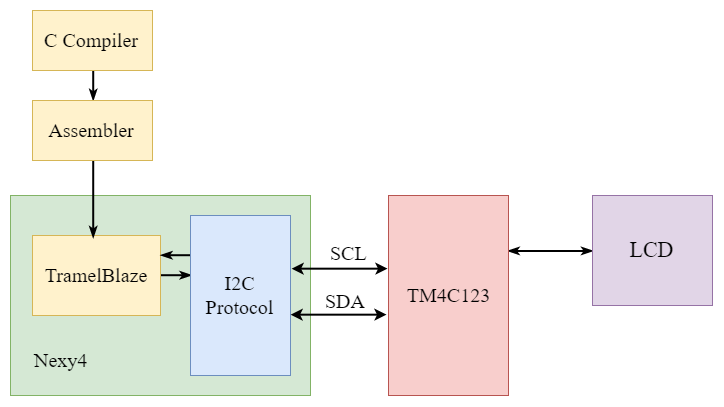 C Compiler
Assembler
TramelBlaze
I2C
Protocol
Nexy4
SCL
SDA
TM4C123
LCD